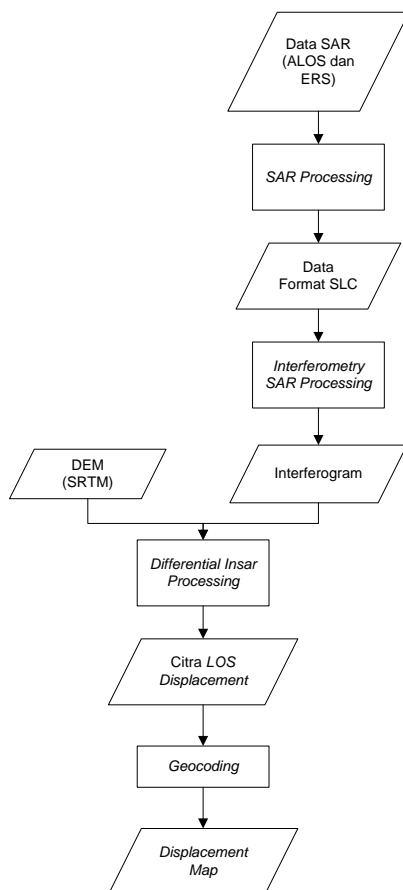 Data SAR
(ALOS dan
ERS)
SAR Processing
Data
Format SLC
Interferometry
SAR Processing
DEM
(SRTM)
Interferogram
Differential Insar
Processing
Citra LOS
Displacement
Geocoding
Displacement
Map